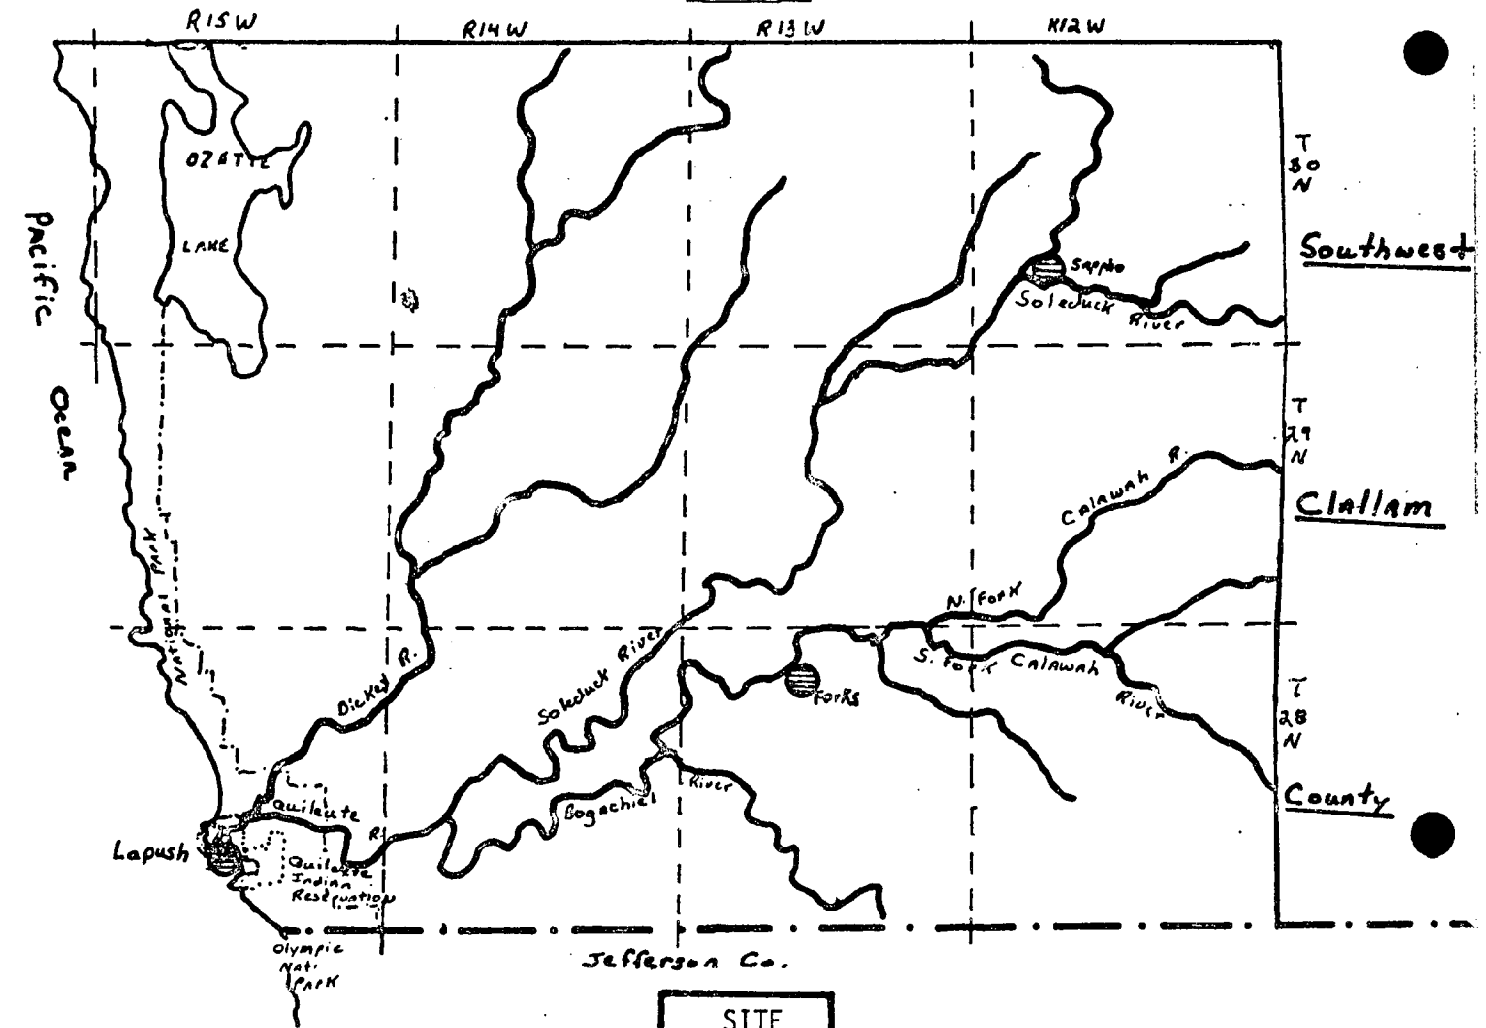 R15W
R14W
R13W
R12W
T
30
N
OZETTE
LAKE
Pacific
Ocean
Sappho
Soleduck
River
Southwest
T
29
N
Calawah R.
Clallam
National Park
N. Fork
S. Fork Calawah
River
Dickey R.
Soleduck River
Forks
T
28
N
River
Bogachiel
County
Quileute
R.
Lapush
Quileute
Indian
Reservation
Olympic
Nat.
Park
Jefferson Co.
SITE